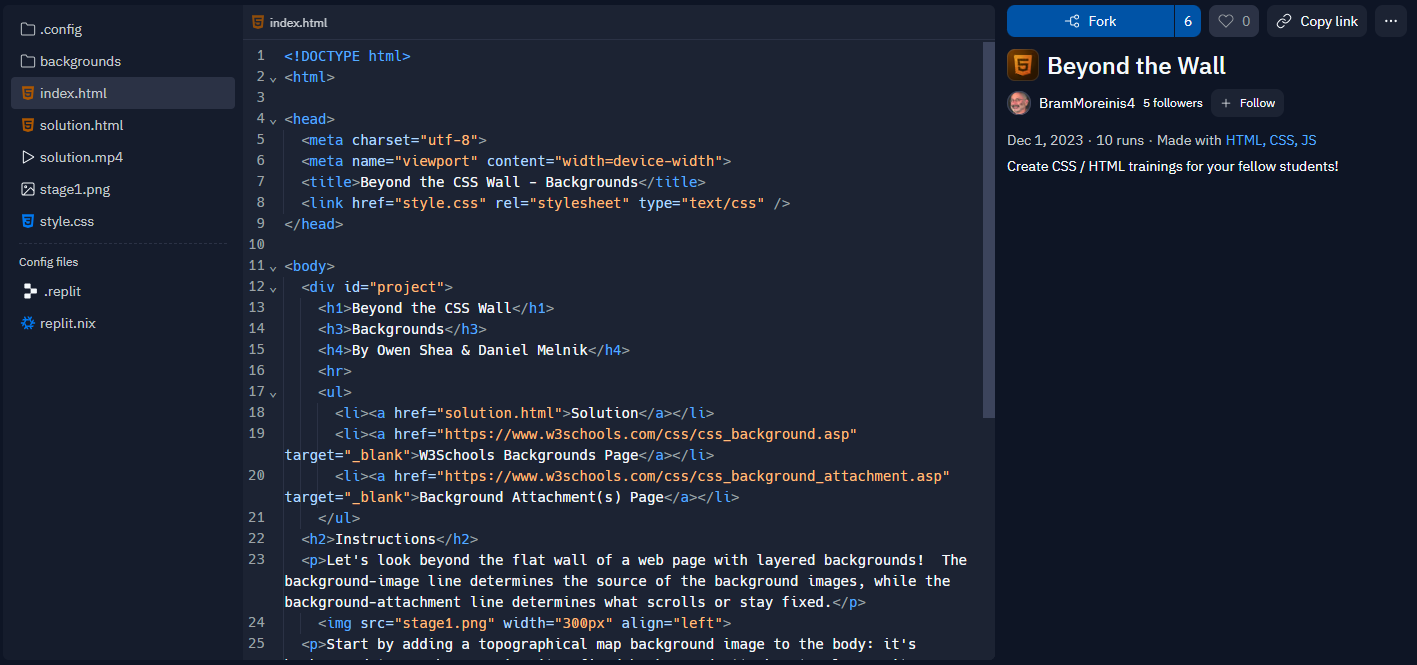 .config
backgrounds
index.html
solution.html
solution.mp4
stage1.png
style.css
Config files
.replit
replit.nix
index.html
1 <!DOCTYPE html>
2 <html>
3
4 <head>
5 <meta charset="utf-8">
6 <meta name="viewport" content="width=device-width">
7 <title>Beyond the CSS Wall - Backgrounds</title>
8 <link href="style.css" rel="stylesheet" type="text/css" />
9 </head>
10
11 <body>
12 <div id="project">
13 <h1>Beyond the CSS Wall</h1>
14 <h3>Backgrounds</h3>
15 <h4>By Owen Shea & Daniel Melnik</h4>
16 <hr>
17 <ul>
18 <li><a href="solution.html">Solution</a></li>
19 <li><a href="https://www.w3schools.com/css/css_background.asp"
target="_blank">W3Schools Backgrounds Page</a></li>
20 <li><a href="https://www.w3schools.com/css/css_background_attachment.asp"
target="_blank">Background Attachment(s) Page</a></li>
21 </ul>
22 <h2>Instructions</h2>
23 <p>Let's look beyond the flat wall of a web page with layered backgrounds!  The
background-image line determines the source of the background images, while the
background-attachment line determines what scrolls or stay fixed.</p>
24 <img src="stage1.png" width="300px" align="left">
25 <p>Start by adding a topographical map background image to the body: it's
Fork 6
0
Copy link
Beyond the Wall
BramMoreinis4 5 followers + Follow
Dec 1, 2023 · 10 runs · Made with HTML, CSS, JS
Create CSS / HTML trainings for your fellow students!